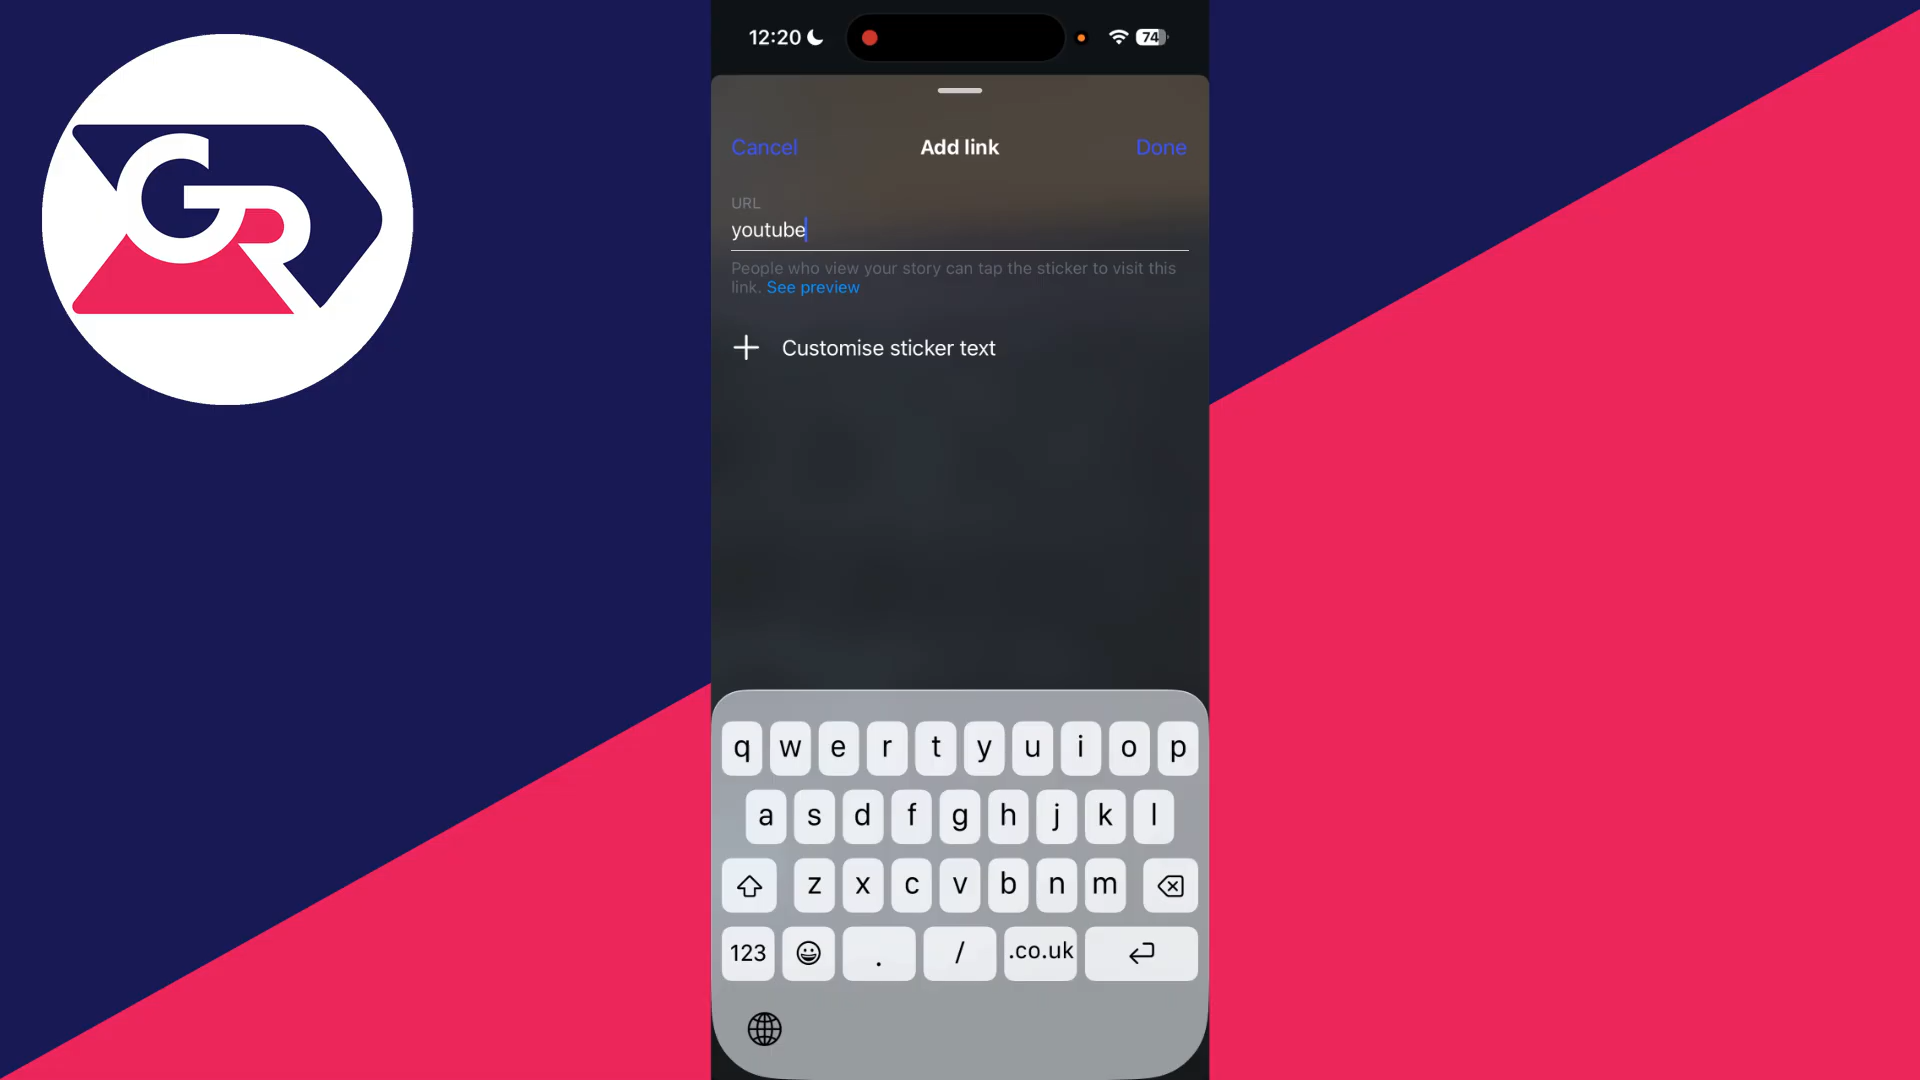 GR
12:20
74
Cancel Add link Done
URL
youtube
People who view your story can tap the sticker to visit this
link. See preview
Customise sticker text
q w e r t y u i o p
a s d f g h j k l
z x c v b n m
123 . / .co.uk